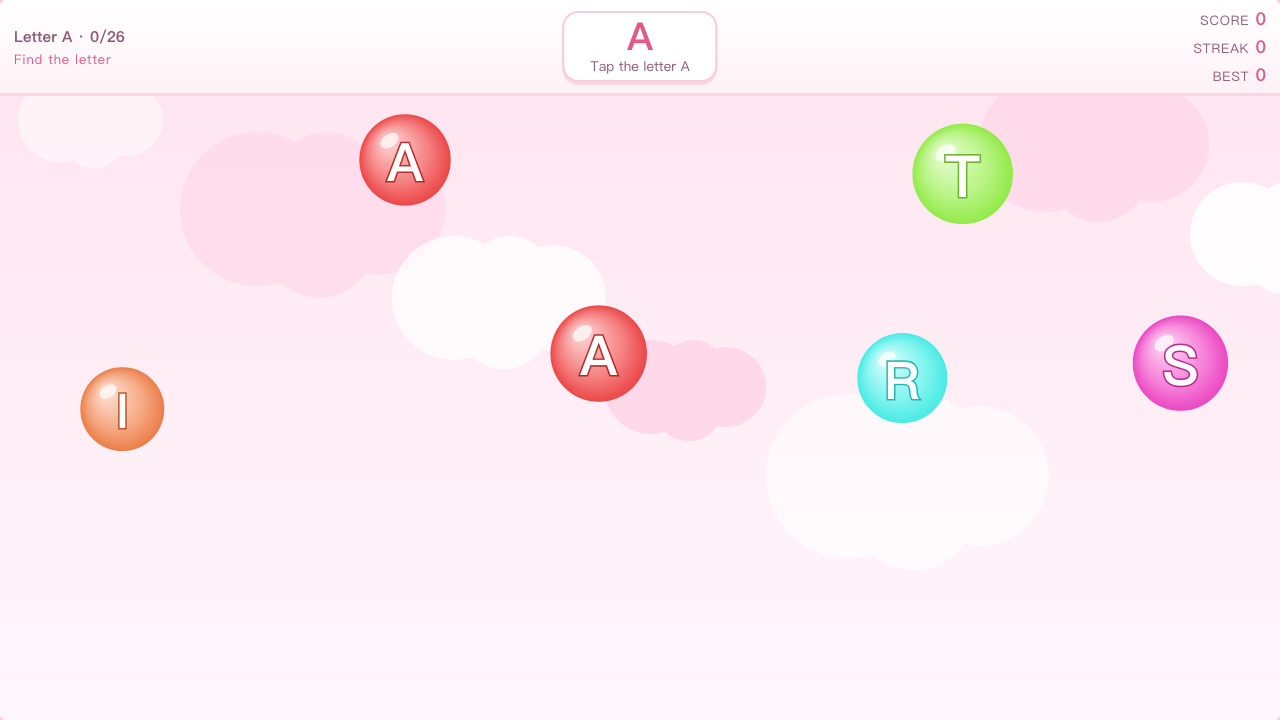 Letter A · 0/26
Find the letter
A
Tap the letter A
SCORE 0
STREAK 0
BEST 0
A
T
A
R
S
I